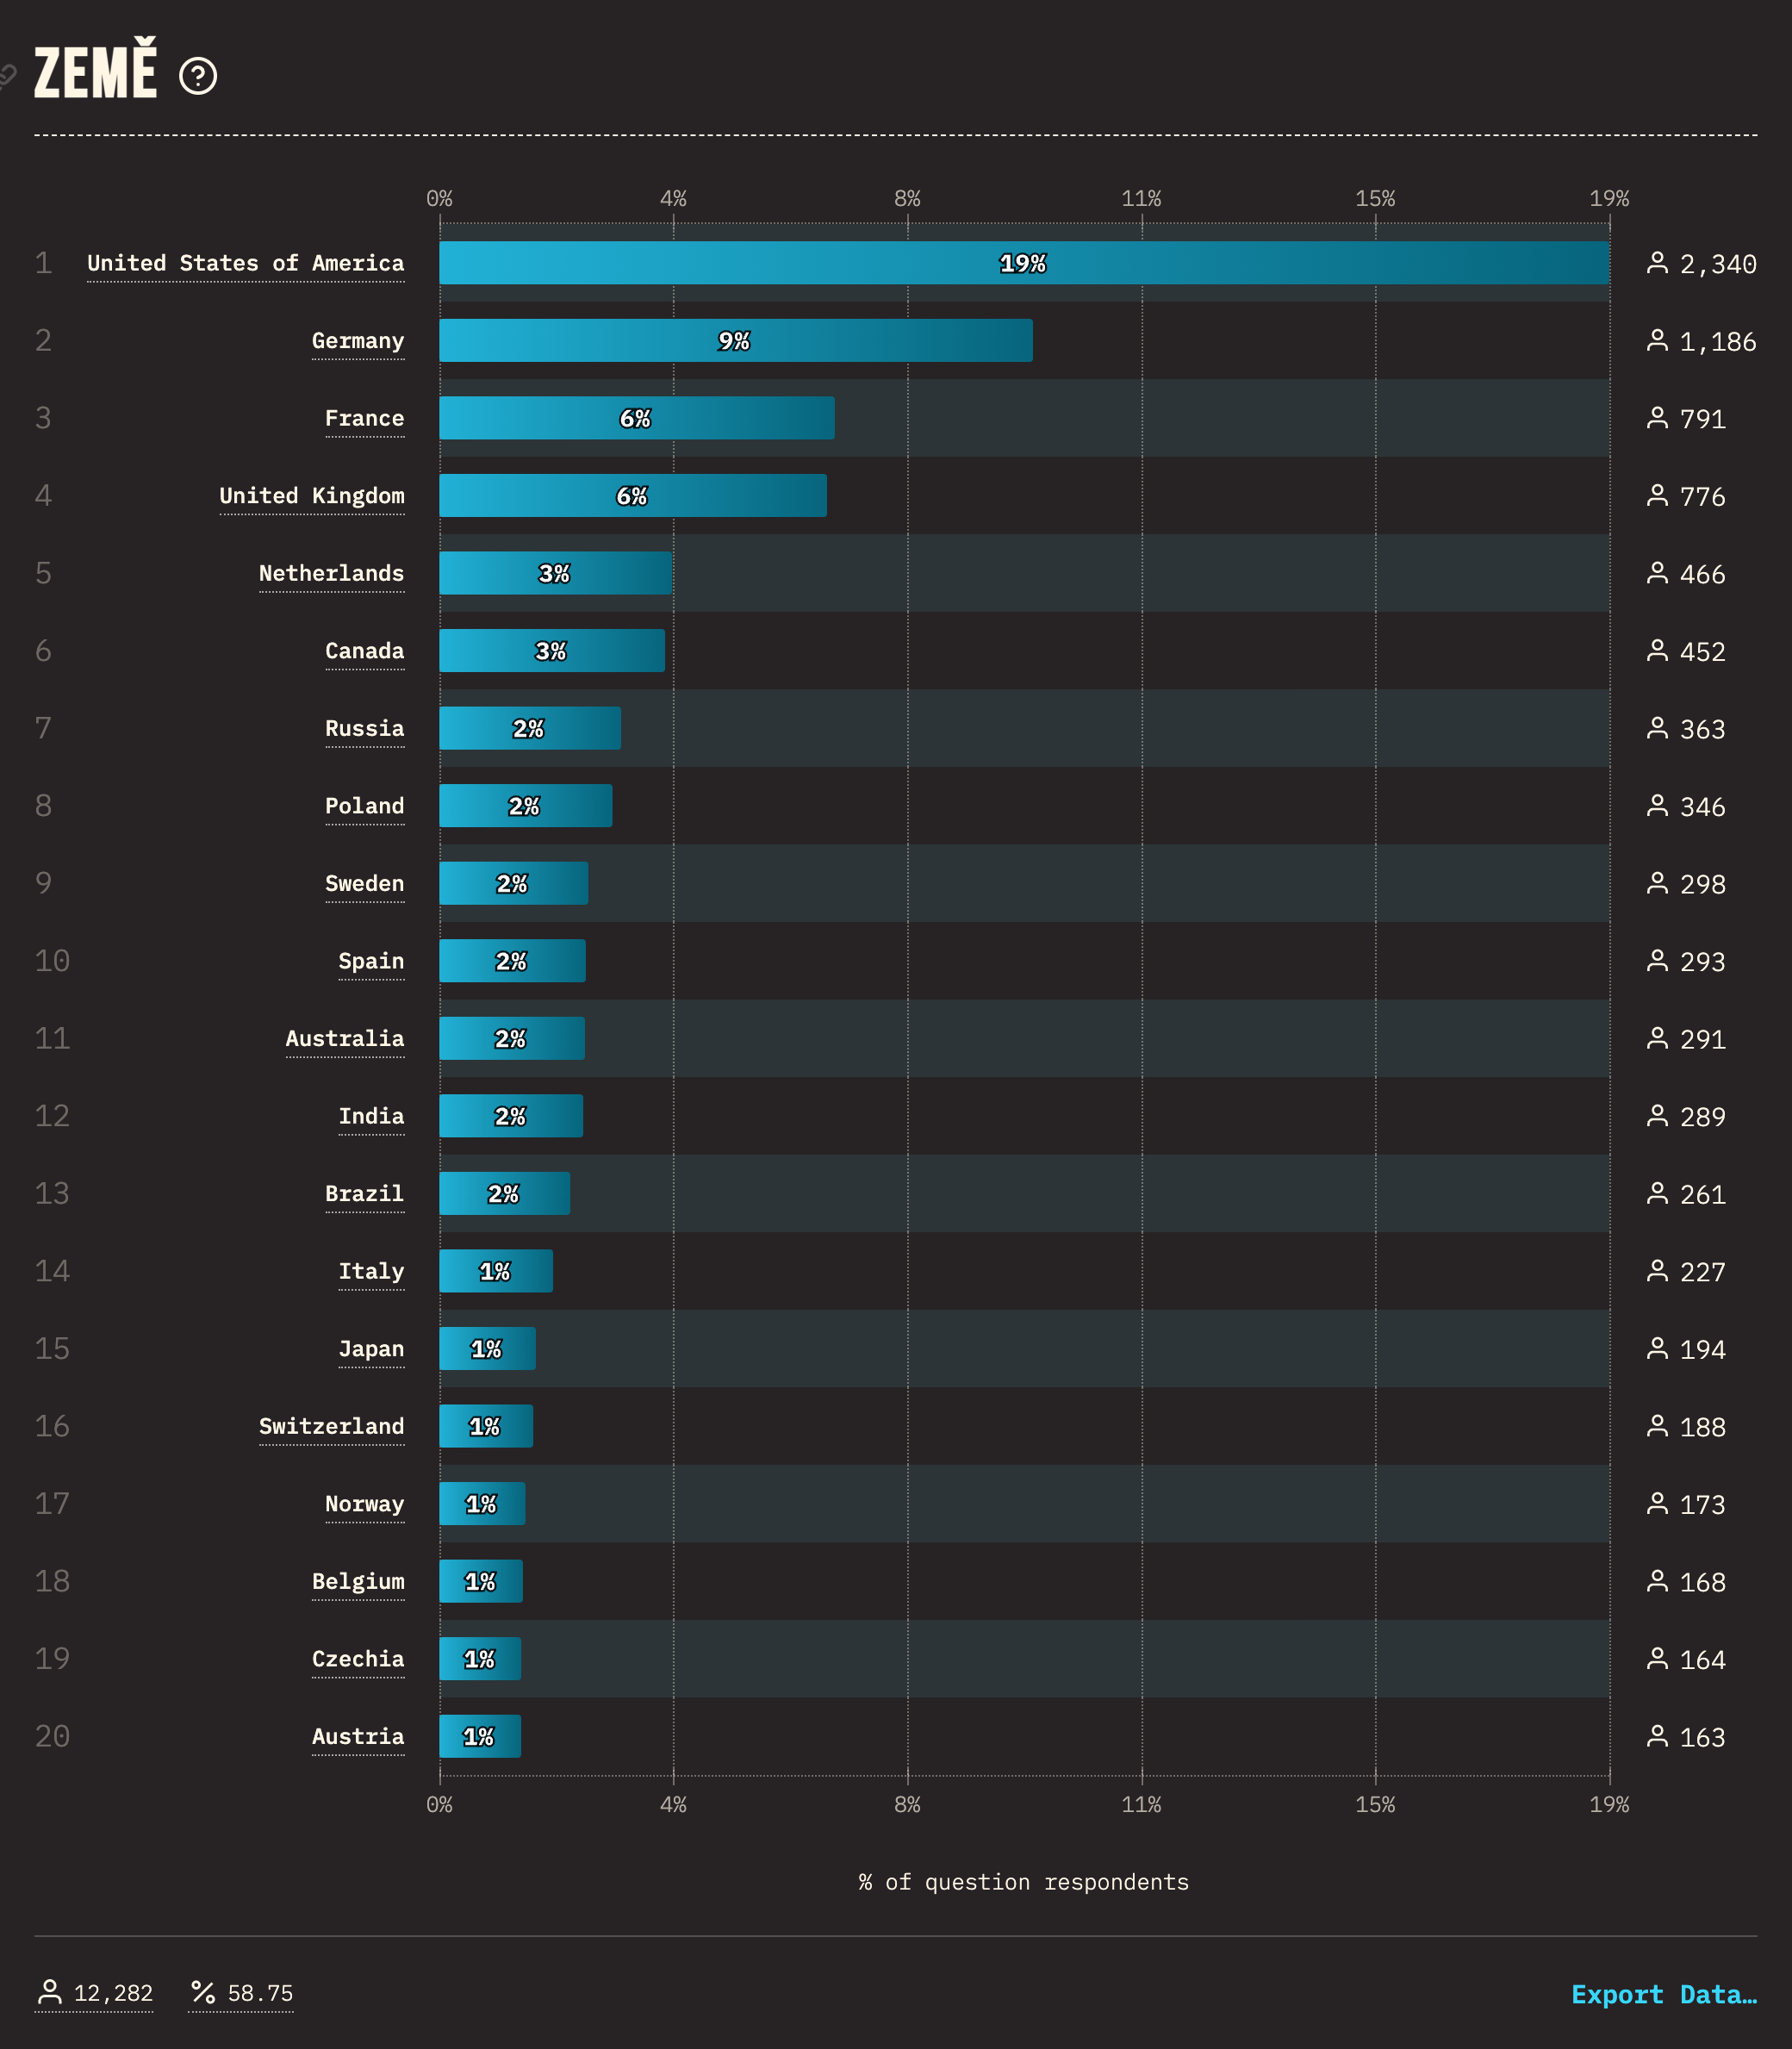 ZEMĚ
0% 4% 8% 11% 15% 19%
1 United States of America 19% 2,340
2 Germany 9% 1,186
3 France 6% 791
4 United Kingdom 6% 776
5 Netherlands 3% 466
6 Canada 3% 452
7 Russia 2% 363
8 Poland 2% 346
9 Sweden 2% 298
10 Spain 2% 293
11 Australia 2% 291
12 India 2% 289
13 Brazil 2% 261
14 Italy 1% 227
15 Japan 1% 194
16 Switzerland 1% 188
17 Norway 1% 173
18 Belgium 1% 168
19 Czechia 1% 164
20 Austria 1% 163
0% 4% 8% 11% 15% 19%
% of question respondents
12,282 % 58.75 Export Data…